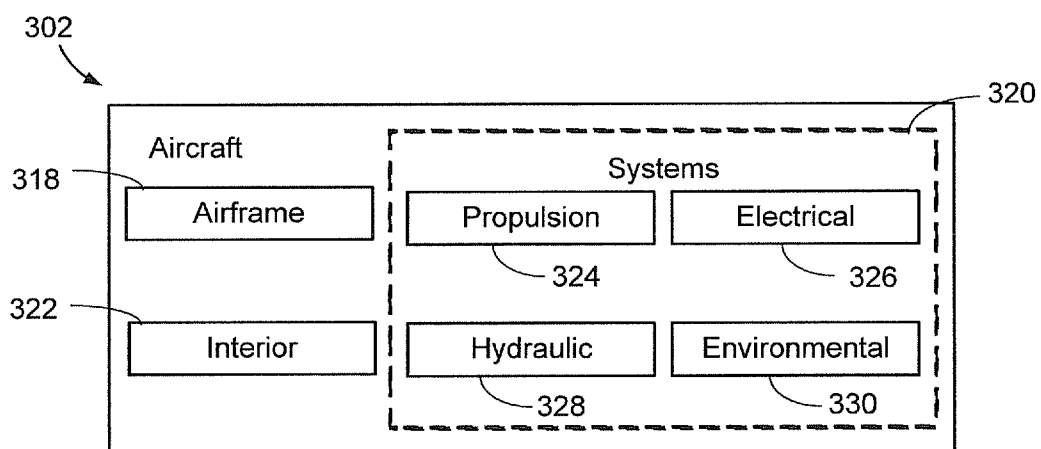 302
320
Aircraft
Systems
318
Airframe
Propulsion
Electrical
324
326
322
Interior
Hydraulic
Environmental
328
330